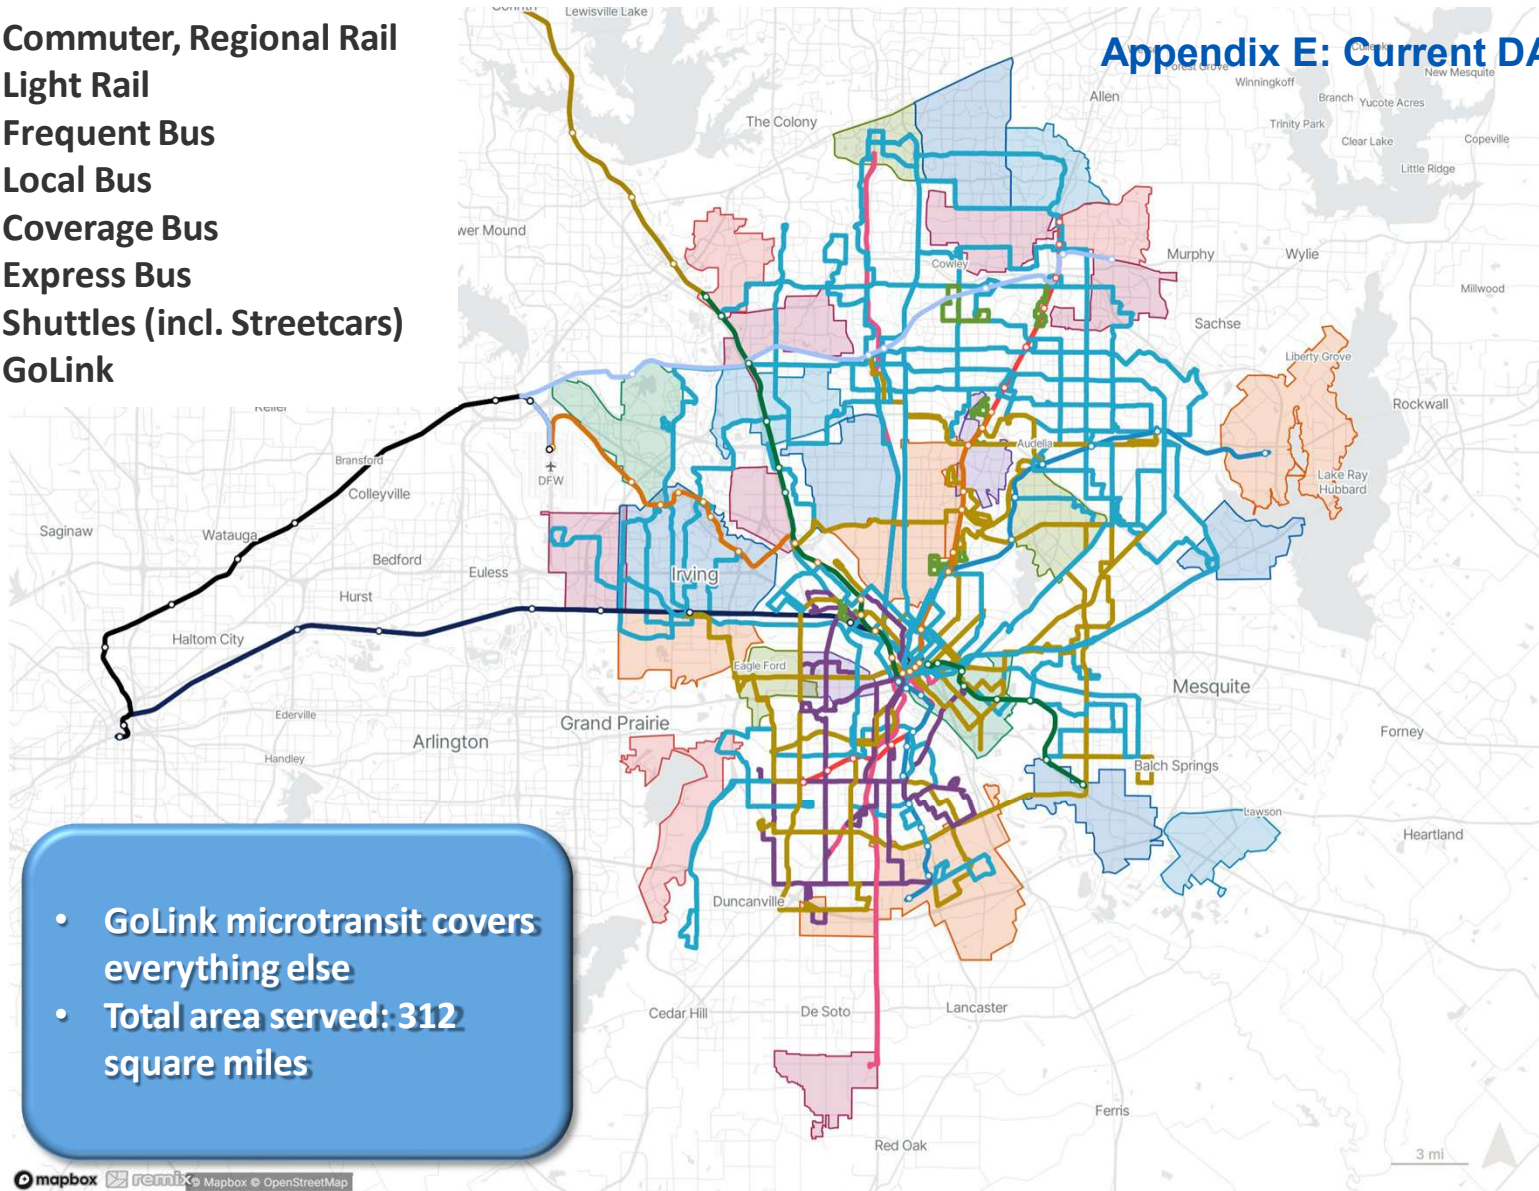 Commuter, Regional Rail
Light Rail
Frequent Bus
Local Bus
Coverage Bus
Express Bus
Shuttles (incl. Streetcars)
GoLink
Appendix E: Current DA
Lewisville Lake
The Colony
Allen
Forest Grove
Winningkoff
New Mesquite
Branch
Yucote Acres
Trinity Park
Clear Lake
Copeville
Little Ridge
wer Mound
Cowley
Murphy
Wylie
Millwood
Sachse
Liberty Grove
Rockwall
Audelia
Lake Ray
Hubbard
Bransford
Colleyville
DFW
Saginaw
Watauga
Bedford
Euless
Irving
Hurst
Haltom City
Eagle Ford
Mesquite
Ederville
Grand Prairie
Arlington
Handley
Forney
Balch Springs
Lawson
Heartland
Duncanville
Cedar Hill
De Soto
Lancaster
Ferris
Red Oak
3 mi
• GoLink microtransit covers
everything else
• Total area served: 312
square miles
mapbox remix © Mapbox © OpenStreetMap